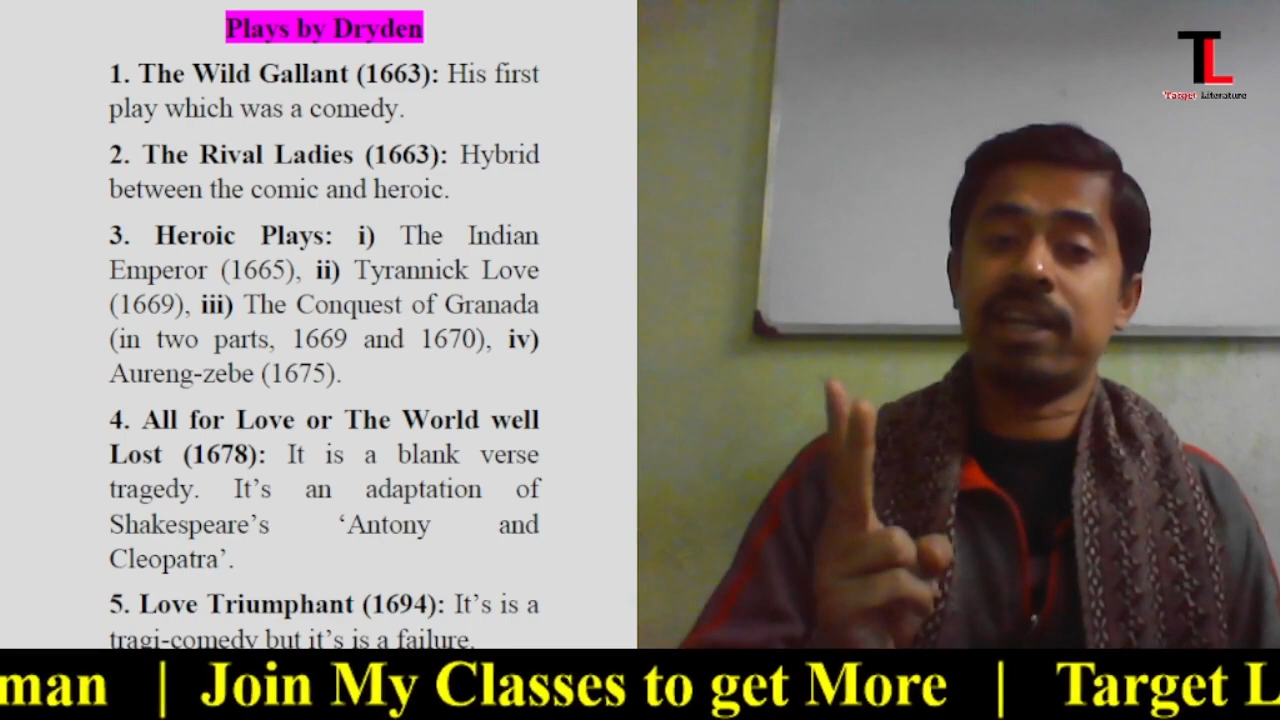 Plays by Dryden
1. The Wild Gallant (1663): His first
play which was a comedy.
2. The Rival Ladies (1663): Hybrid
between the comic and heroic.
3. Heroic Plays: i) The Indian
Emperor (1665), ii) Tyrannick Love
(1669), iii) The Conquest of Granada
(in two parts, 1669 and 1670), iv)
Aureng-zebe (1675).
4. All for Love or The World well
Lost (1678): It is a blank verse
tragedy. It’s an adaptation of
Shakespeare’s ‘Antony and
Cleopatra’.
5. Love Triumphant (1694): It’s is a
tragi-comedy but it’s is a failure.
TL
Target Literature
man | Join My Classes to get More | Target L